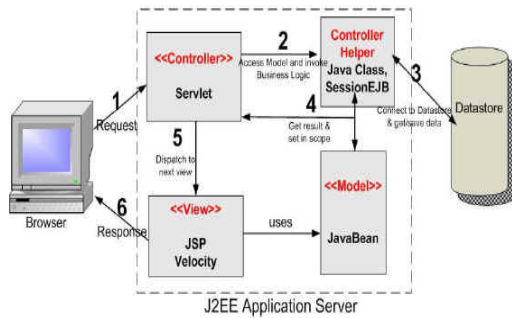 <<Controller>>
Servlet
2
Access Model and invoke
Business Logic
Controller
Helper
Java Class,
SessionEJB
3
Connect to Datastore
& get/save data
Datastore
1
Request
Browser
4
Get result &
set in scope
5
Dispatch to
next view
6
Response
<<View>>
JSP
Velocity
uses
<<Model>>
JavaBean
J2EE Application Server